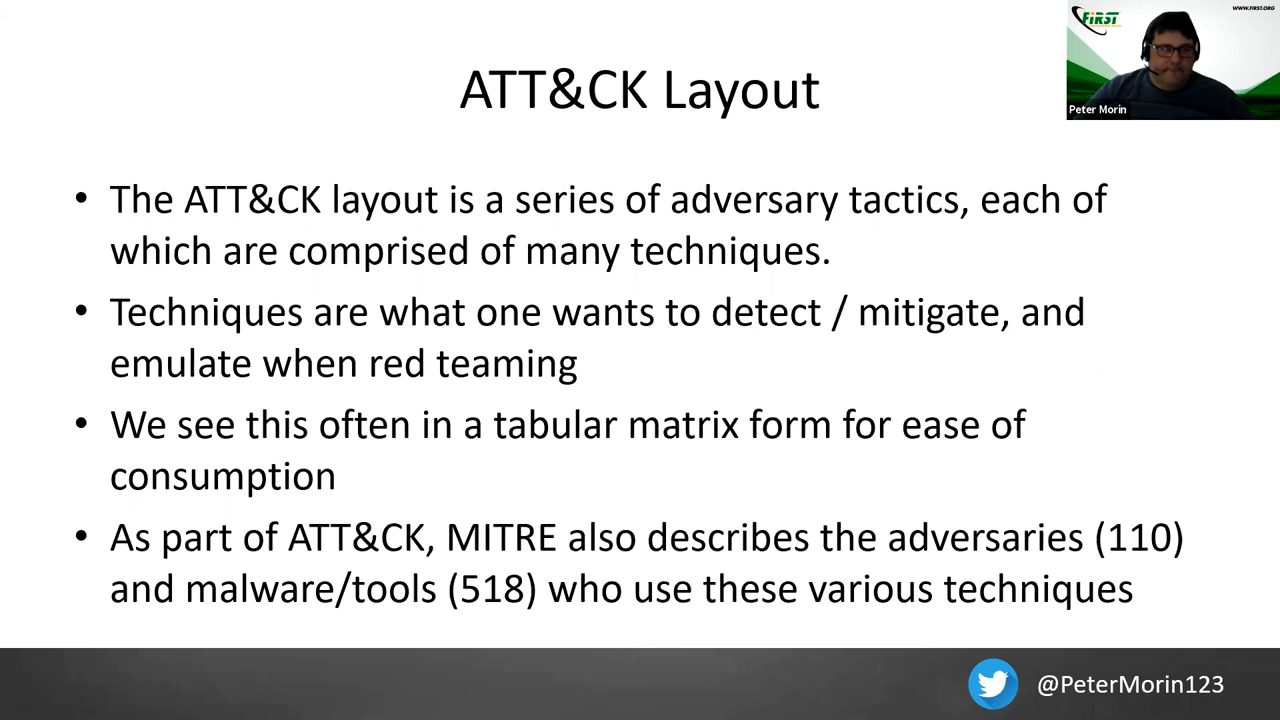 FiRST
WWW.FIRST.ORG
Peter Morin
ATT&CK Layout
• The ATT&CK layout is a series of adversary tactics, each of
which are comprised of many techniques.
• Techniques are what one wants to detect / mitigate, and
emulate when red teaming
• We see this often in a tabular matrix form for ease of
consumption
• As part of ATT&CK, MITRE also describes the adversaries (110)
and malware/tools (518) who use these various techniques
@PeterMorin123